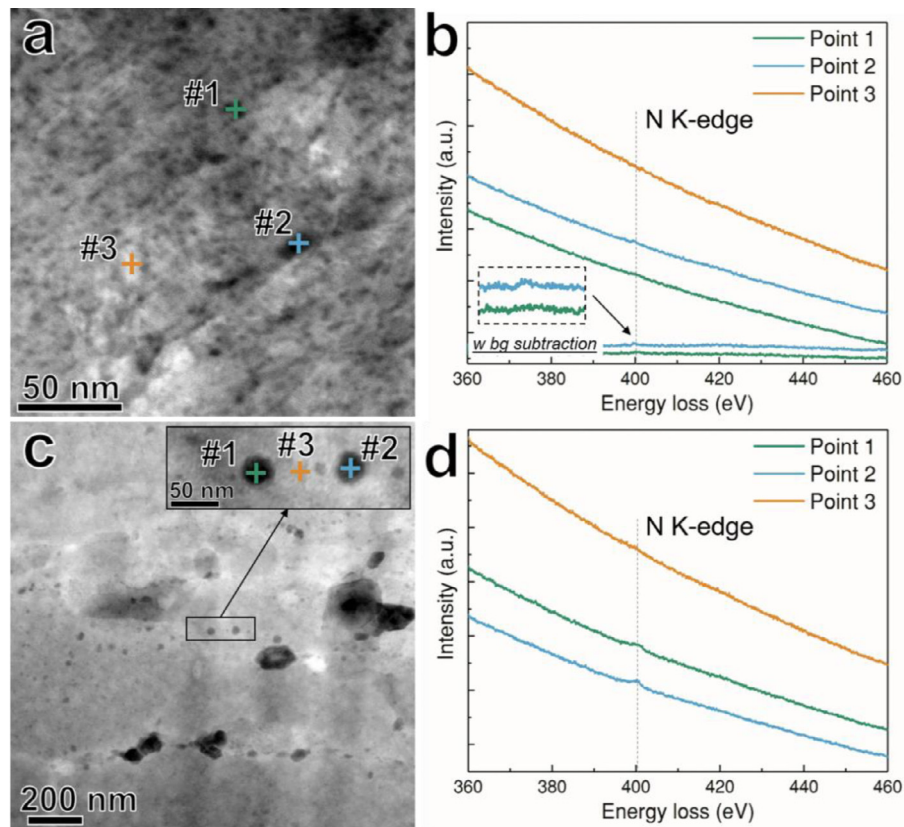 a
#1
#2
#3
50 nm
b
Point 1
Point 2
Point 3
N K-edge
w bg subtraction
Intensity (a.u.)
360 380 400 420 440 460
Energy loss (eV)
c
#1 #3 #2
50 nm
200 nm
d
Point 1
Point 2
Point 3
N K-edge
Intensity (a.u.)
360 380 400 420 440 460
Energy loss (eV)